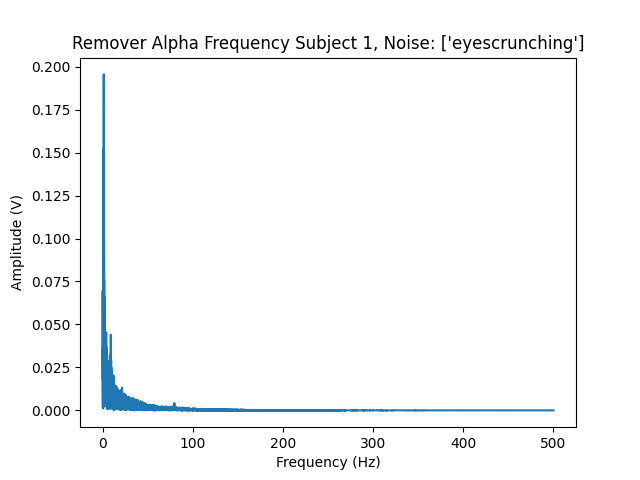 Remover Alpha Frequency Subject 1, Noise: ['eyescrunching']
0.200
0.175
0.150
0.125
0.100
0.075
0.050
0.025
0.000
Amplitude (V)
0 100 200 300 400 500
Frequency (Hz)